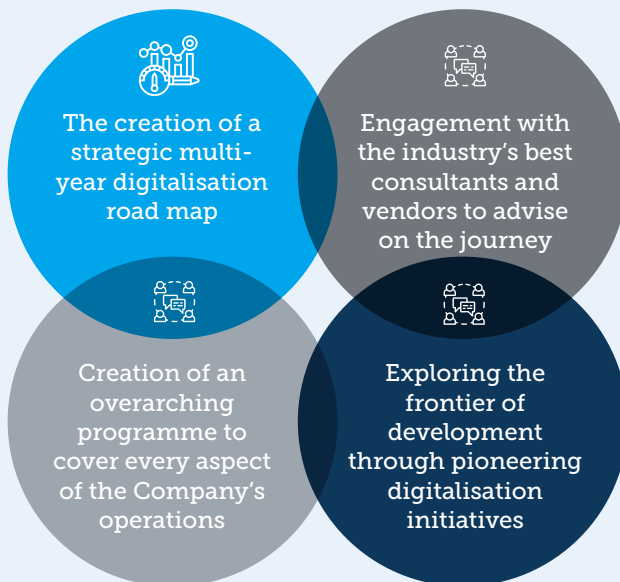 The creation of a
strategic multi-
year digitalisation
road map
Engagement with
the industry's best
consultants and
vendors to advise
on the journey
Creation of an
overarching
programme to
cover every aspect
of the Company's
operations
Exploring the
frontier of
development
through pioneering
digitalisation
initiatives